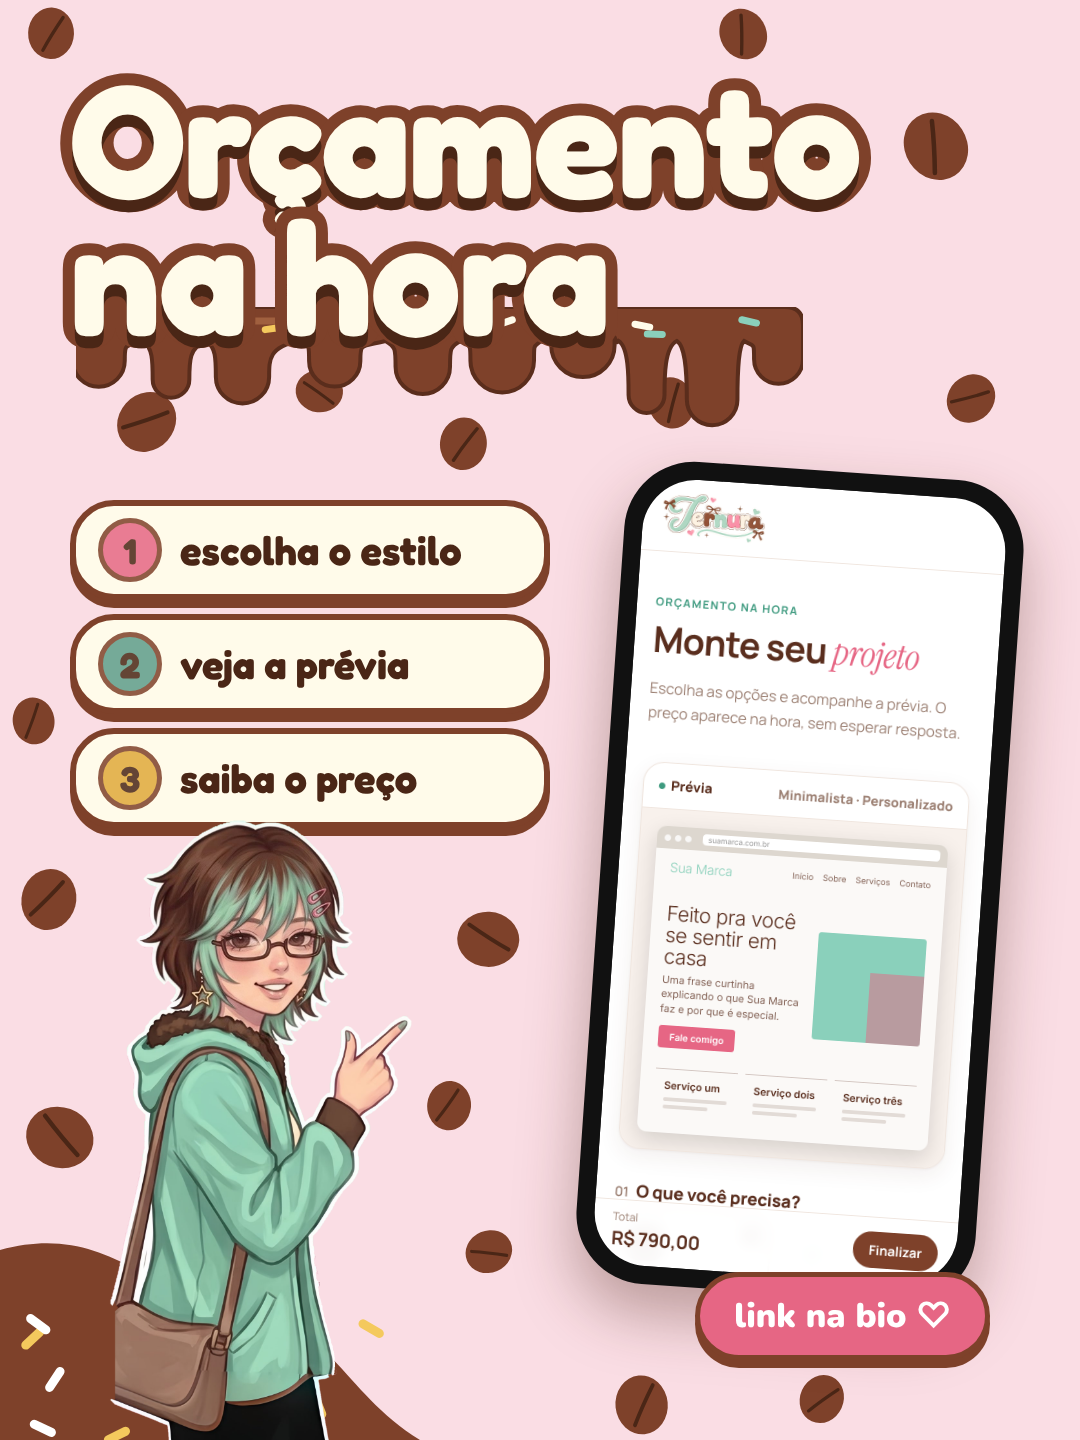 Orçamento
na hora
1 escolha o estilo
2 veja a prévia
3 saiba o preço
Ternura
ORÇAMENTO NA HORA
Monte seu projeto
Escolha as opções e acompanhe a prévia. O
preço aparece na hora, sem esperar resposta.
Prévia
Minimalista · Personalizado
suamarca.com.br
Sua Marca
Início Sobre Serviços Contato
Feito pra você
se sentir em
casa
Uma frase curtinha
explicando o que Sua Marca
faz e por que é especial.
Fale comigo
Serviço um
Serviço dois
Serviço três
01 O que você precisa?
Total
R$ 790,00
Finalizar
link na bio ♡